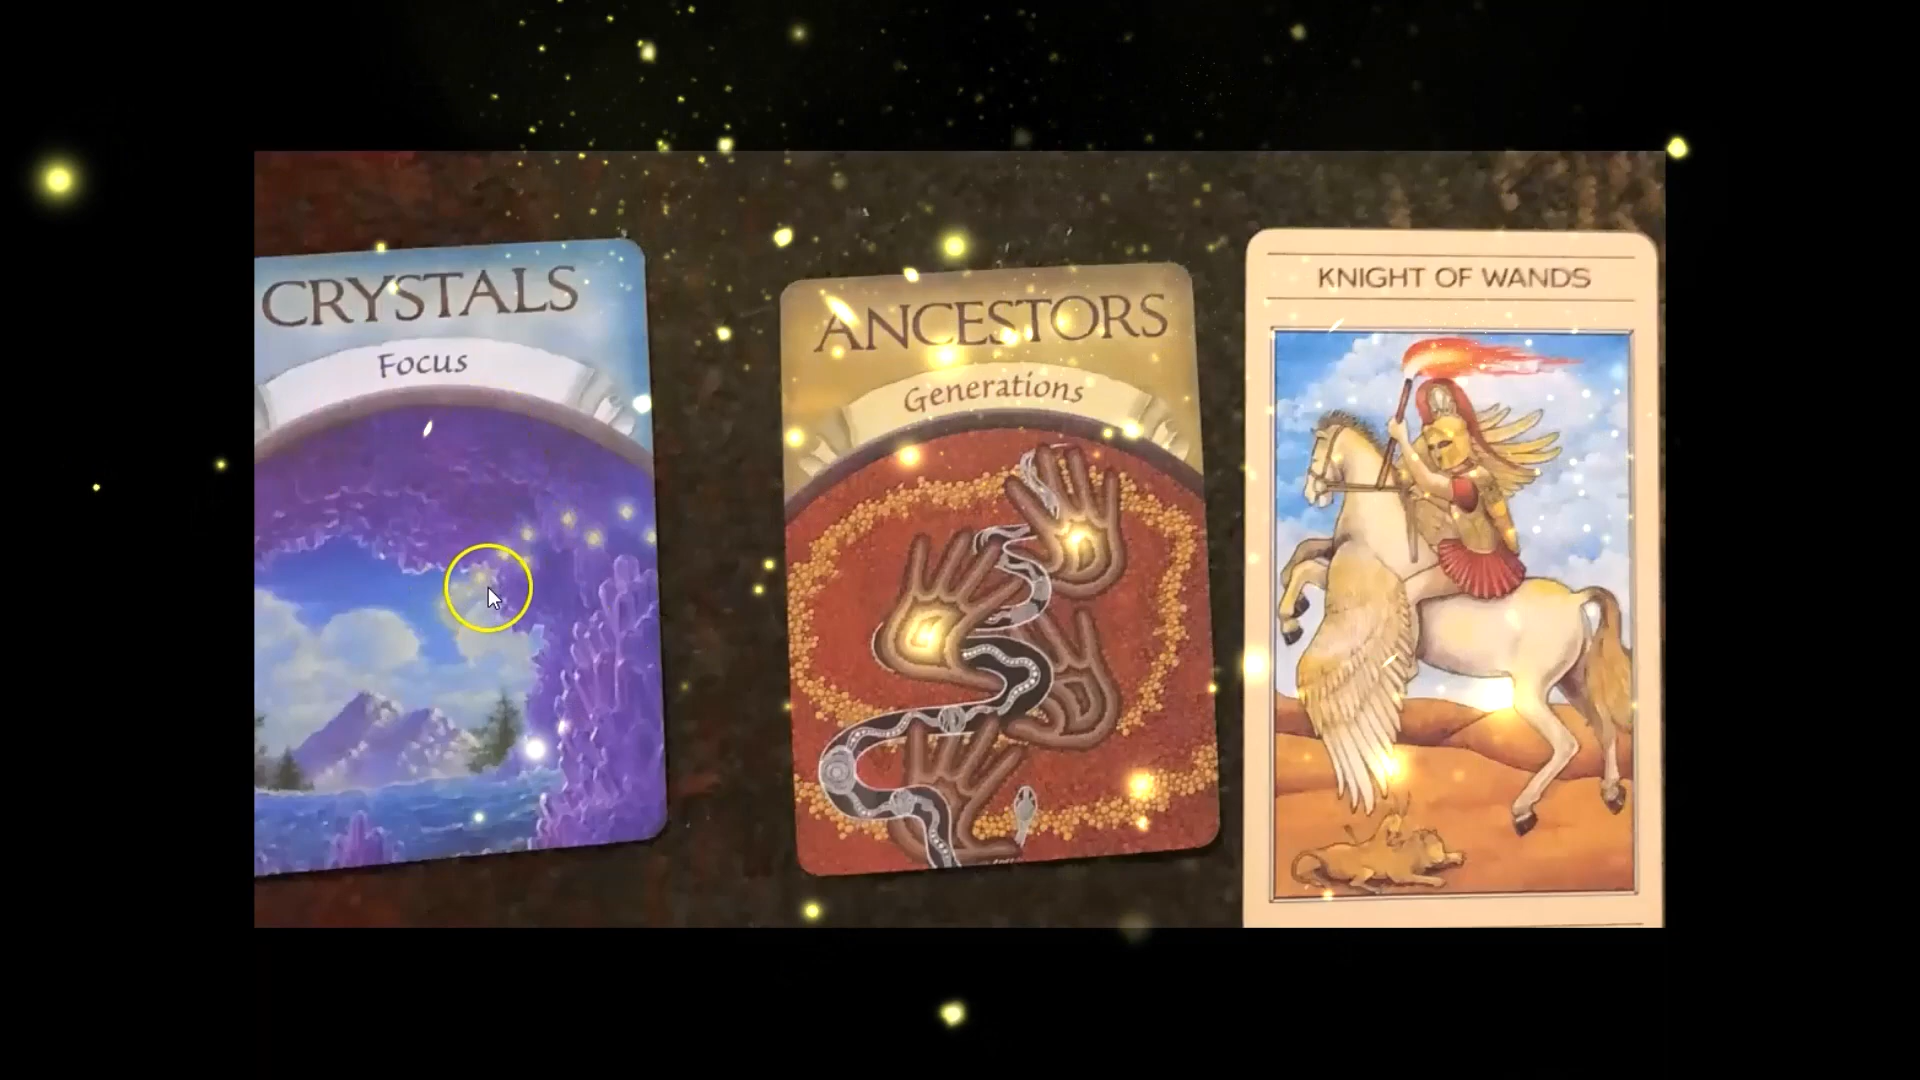 CRYSTALS
Focus
ANCESTORS
Generations
KNIGHT OF WANDS